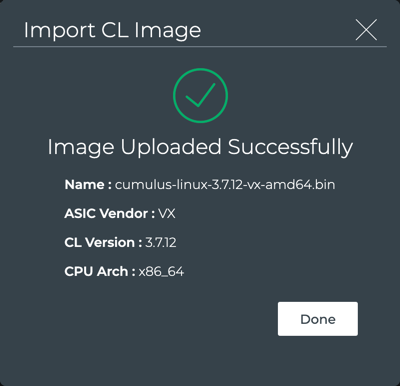 Import CL Image
Image Uploaded Successfully
Name : cumulus-linux-3.7.12-vx-amd64.bin
ASIC Vendor : VX
CL Version : 3.7.12
CPU Arch : x86_64
Done